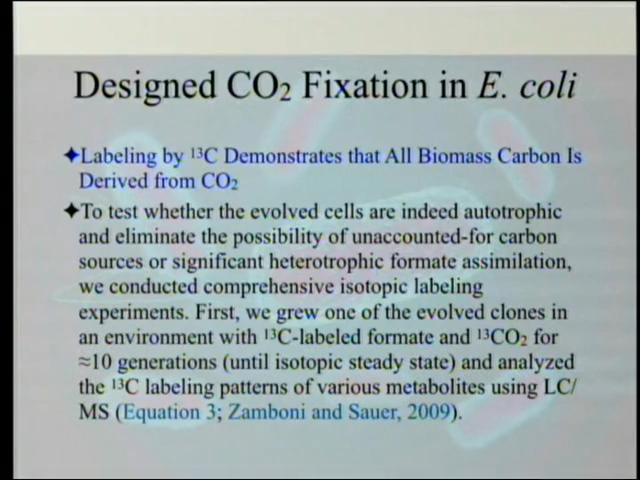 Designed CO₂ Fixation in E. coli
✦Labeling by ¹³C Demonstrates that All Biomass Carbon Is
Derived from CO₂
✦To test whether the evolved cells are indeed autotrophic
and eliminate the possibility of unaccounted-for carbon
sources or significant heterotrophic formate assimilation,
we conducted comprehensive isotopic labeling
experiments. First, we grew one of the evolved clones in
an environment with ¹³C-labeled formate and ¹³CO₂ for
≈10 generations (until isotopic steady state) and analyzed
the ¹³C labeling patterns of various metabolites using LC/
MS (Equation 3; Zamboni and Sauer, 2009).